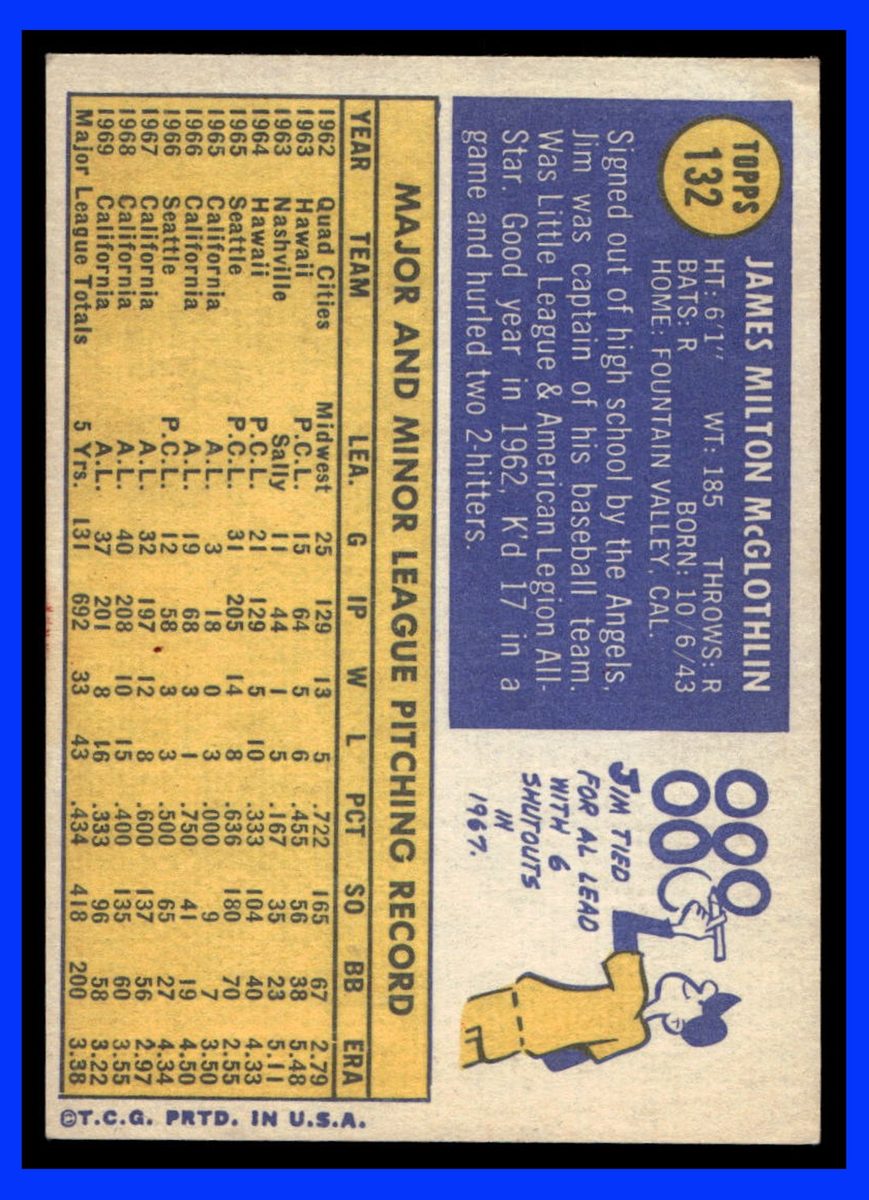 TOPPS
132
JAMES MILTON McGLOTHLIN
HT: 6'1" WT: 185 THROWS: R
BATS: R BORN: 10/6/43
HOME: FOUNTAIN VALLEY, CAL.
Signed out of high school by the Angels,
Jim was captain of his baseball team.
Was Little League & American Legion All-
Star. Good year in 1962, K'd 17 in a
game and hurled two 2-hitters.
JIM TIED
FOR AL LEAD
WITH 6
SHUTOUTS
IN
1967.
MAJOR AND MINOR LEAGUE PITCHING RECORD
YEAR TEAM LEA. G IP W L PCT SO BB ERA
1962 Quad Cities Midwest 25 129 13 5 .722 165 67 2.79
1963 Hawaii P.C.L. 15 64 5 6 .455 56 38 5.48
1963 Nashville Sally 11 44 1 5 .167 35 23 5.11
1964 Hawaii P.C.L. 21 129 5 10 .333 104 40 4.33
1965 Seattle P.C.L. 31 205 14 8 .636 180 70 2.55
1965 California A.L. 3 18 0 3 .000 9 7 3.50
1966 California A.L. 19 68 3 1 .750 41 19 4.50
1966 Seattle P.C.L. 12 58 3 3 .500 65 27 4.34
1967 California A.L. 32 197 12 8 .600 137 56 2.97
1968 California A.L. 40 208 10 15 .400 135 60 3.55
1969 California A.L. 37 201 8 16 .333 96 58 3.22
Major League Totals 5 Yrs. 131 692 33 43 .434 418 200 3.38
©T.C.G. PRTD. IN U.S.A.